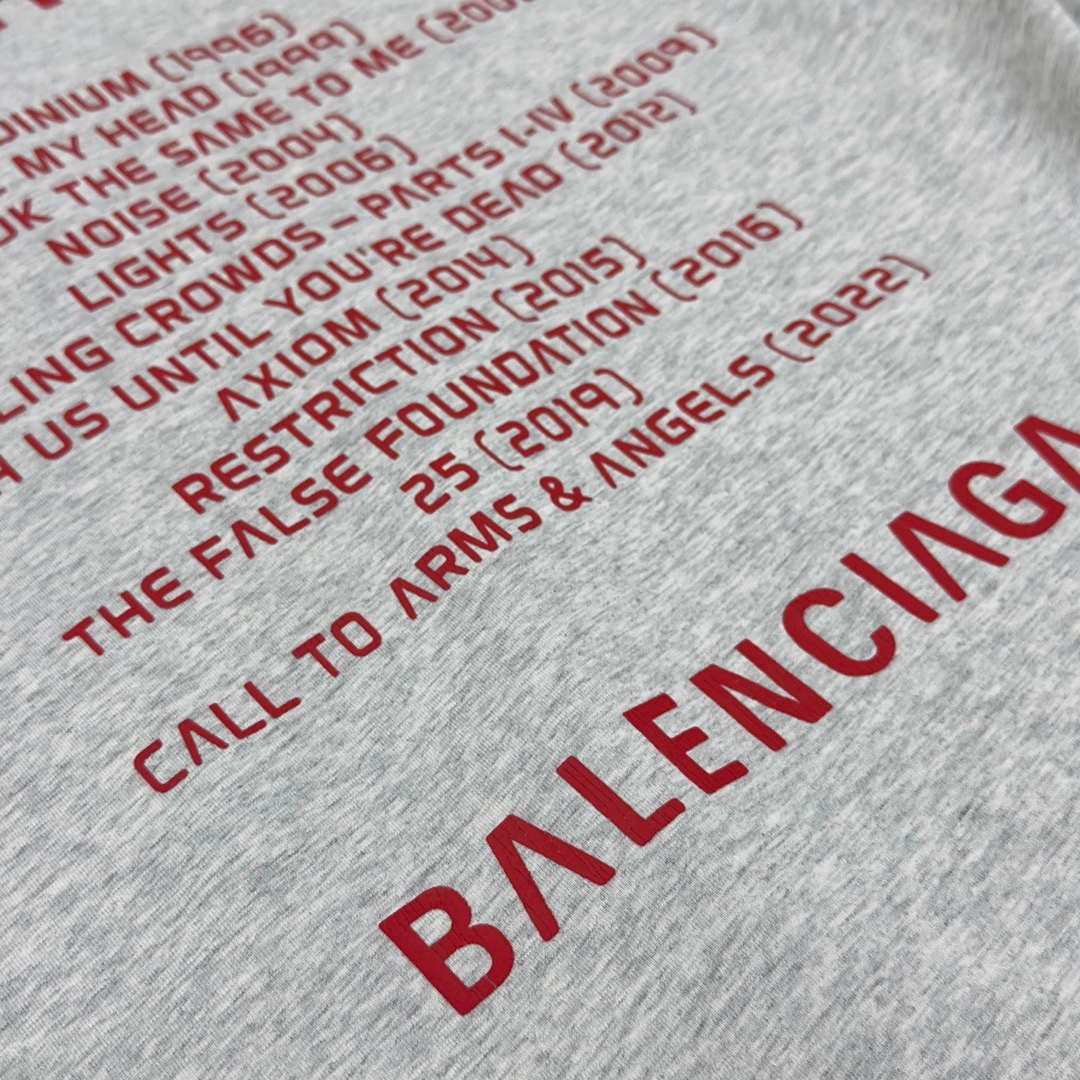 DINIUM (1996)
MY HEAD (1999)
THE SAME TO ME
NOISE (2004)
LIGHTS (2006)
LING CROWDS – PARTS I-IV (2009)
US UNTIL YOU'RE DEAD (2012)
AXIOM (2014)
RESTRICTION (2015)
THE FALSE FOUNDATION (2016)
25 (2019)
CALL TO ARMS & ANGELS (2022)
BALENCIAGA